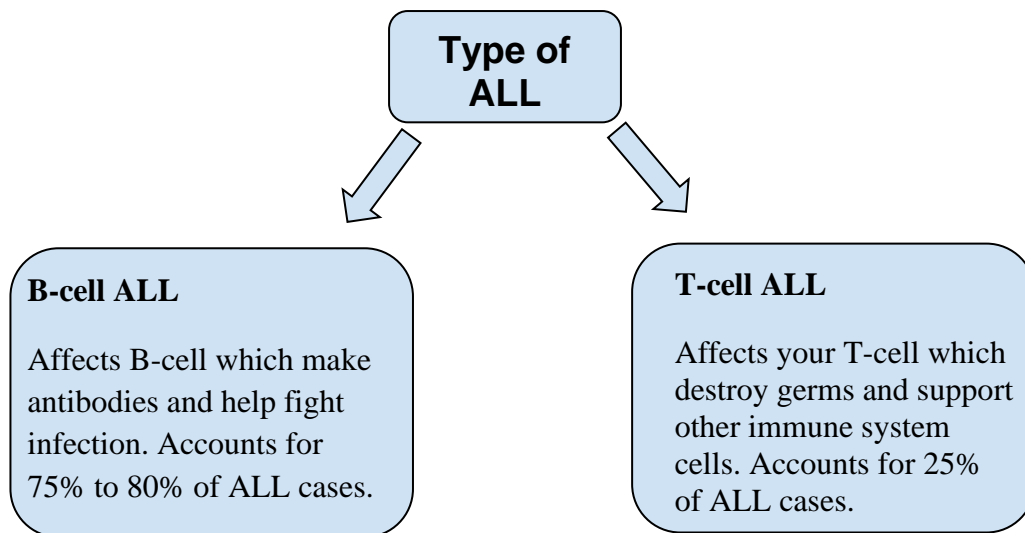 Type of
ALL
B-cell ALL
Affects B-cell which make
antibodies and help fight
infection. Accounts for
75% to 80% of ALL cases.
T-cell ALL
Affects your T-cell which
destroy germs and support
other immune system
cells. Accounts for 25%
of ALL cases.